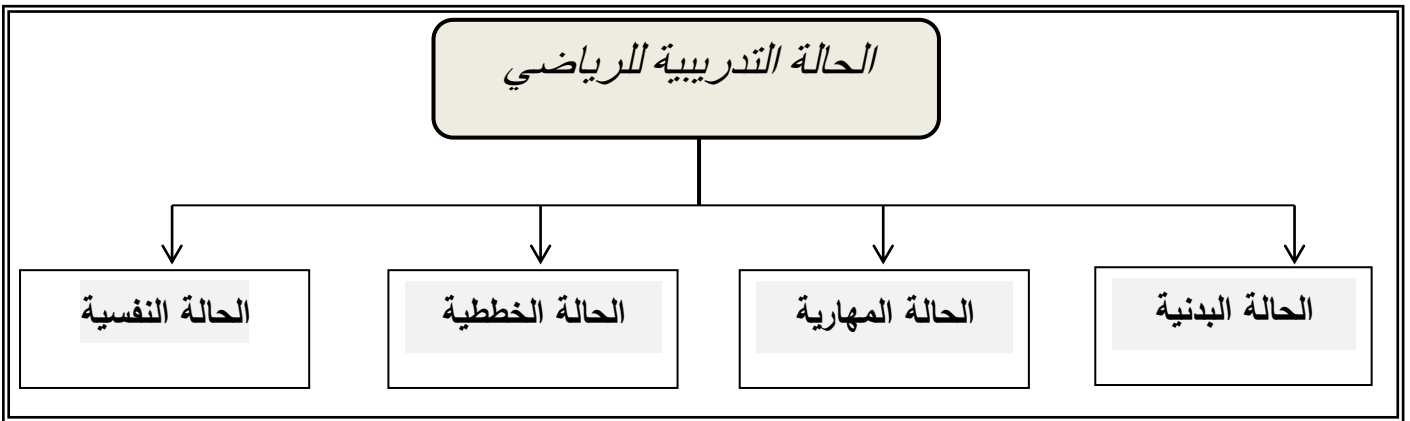 الحالة التدريبية للرياضي
الحالة البدنية
الحالة المهارية
الحالة الخططية
الحالة النفسية